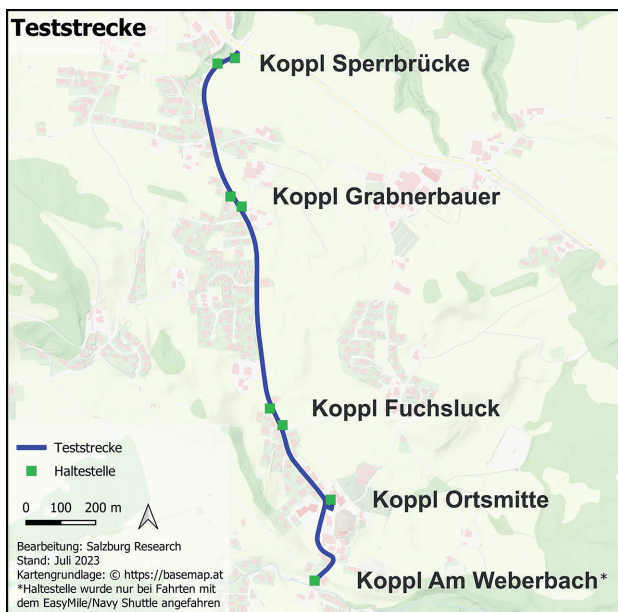 Teststrecke
Koppl Sperrbrücke
Koppl Grabnerbauer
Koppl Fuchsluck
Koppl Ortsmitte
Koppl Am Weberbach*
Teststrecke
Haltestelle
0 100 200 m
Bearbeitung: Salzburg Research
Stand: Juli 2023
Kartengrundlage: © https://basemap.at
*Haltestelle wurde nur bei Fahrten mit
dem EasyMile/Navy Shuttle angefahren